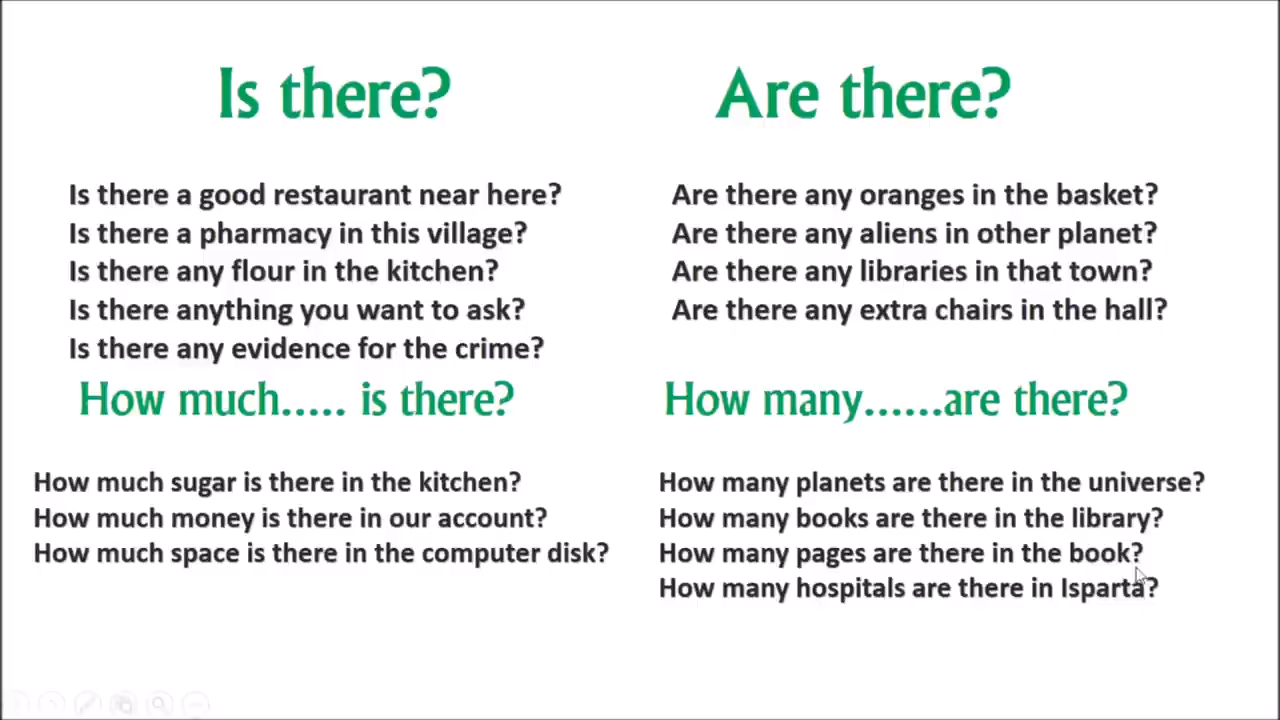 Is there?
Is there a good restaurant near here?
Is there a pharmacy in this village?
Is there any flour in the kitchen?
Is there anything you want to ask?
Is there any evidence for the crime?
Are there?
Are there any oranges in the basket?
Are there any aliens in other planet?
Are there any libraries in that town?
Are there any extra chairs in the hall?
How much..... is there?
How much sugar is there in the kitchen?
How much money is there in our account?
How much space is there in the computer disk?
How many......are there?
How many planets are there in the universe?
How many books are there in the library?
How many pages are there in the book?
How many hospitals are there in Isparta?